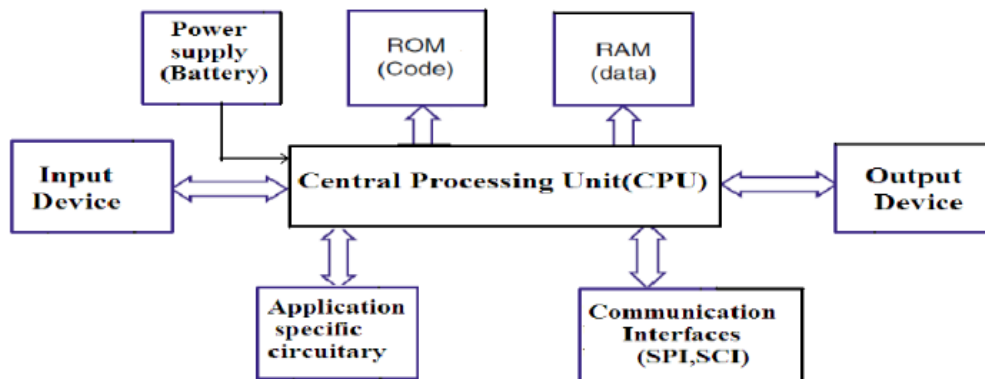 Power
supply
(Battery)
ROM
(Code)
RAM
(data)
Input
Device
Central Processing Unit(CPU)
Output
Device
Application
specific
circuitary
Communication
Interfaces
(SPI,SCI)